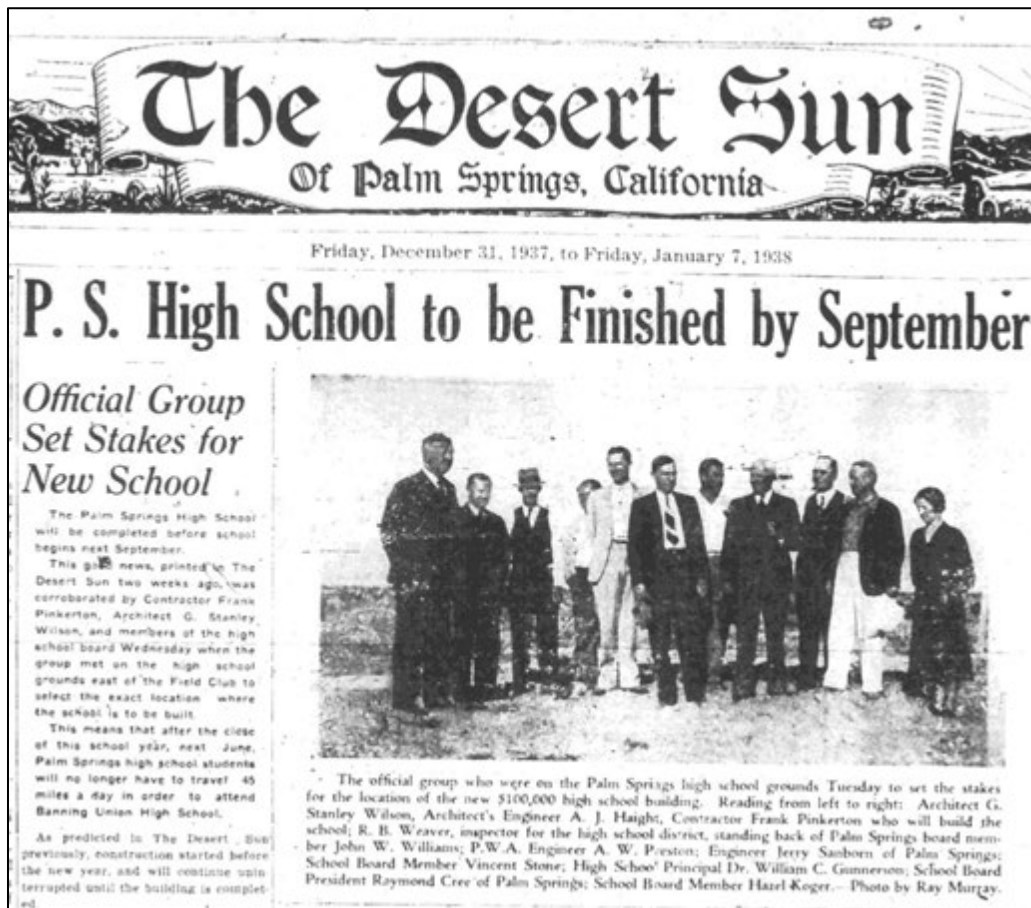 The Desert Sun
Of Palm Springs, California
Friday, December 31, 1937, to Friday, January 7, 1938
P. S. High School to be Finished by September
Official Group
Set Stakes for
New School
The Palm Springs High School
will be completed before school
begins next September.
This good news, printed in The
Desert Sun two weeks ago, was
corroborated by Contractor Frank
Pinkerton, Architect G. Stanley
Wilson, and members of the high
school board Wednesday when the
group met on the high school
grounds east of the Field Club to
select the exact location where
the school is to be built.
This means that after the close
of this school year, next June,
Palm Springs high school students
will no longer have to travel 45
miles a day in order to attend
Banning Union High School.
As predicted in The Desert Sun
previously, construction started before
the new year, and will continue unin
terrupted until the building is complet-
ed.
The official group who were on the Palm Springs high school grounds Tuesday to set the stakes
for the location of the new $100,000 high school building. Reading from left to right: Architect G.
Stanley Wilson, Architect's Engineer A. J. Haight, Contractor Frank Pinkerton who will build the
school; R. B. Weaver, inspector for the high school district, standing back of Palm Springs board mem-
ber John W. Williams; P.W.A. Engineer A. W. Preston; Engineer Jerry Sanborn of Palm Springs;
School Board Member Vincent Stone; High School Principal Dr. William C. Gunnerson; School Board
President Raymond Cree of Palm Springs; School Board Member Hazel Koger.— Photo by Ray Murray.